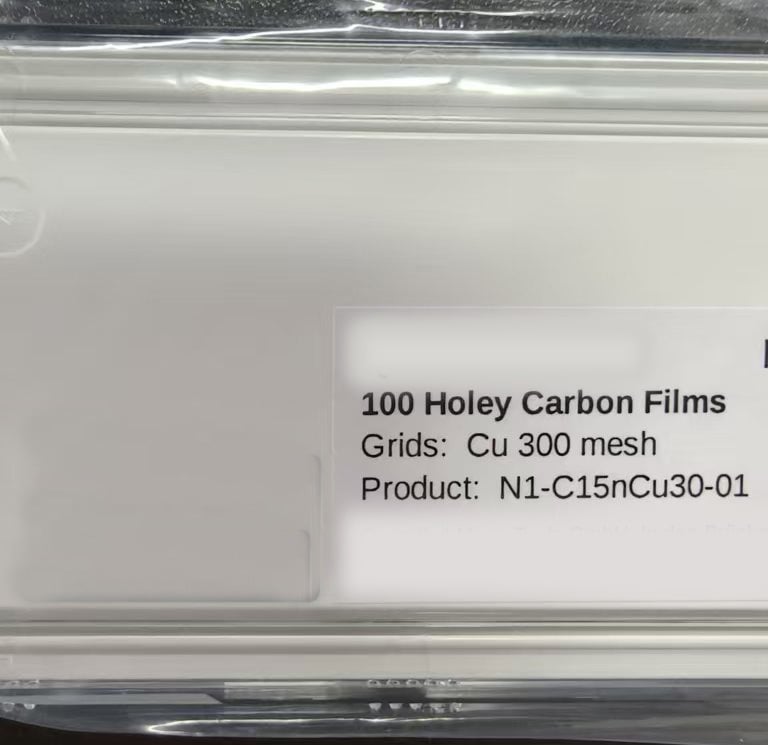 100 Holey Carbon Films
Grids: Cu 300 mesh
Product: N1-C15nCu30-01